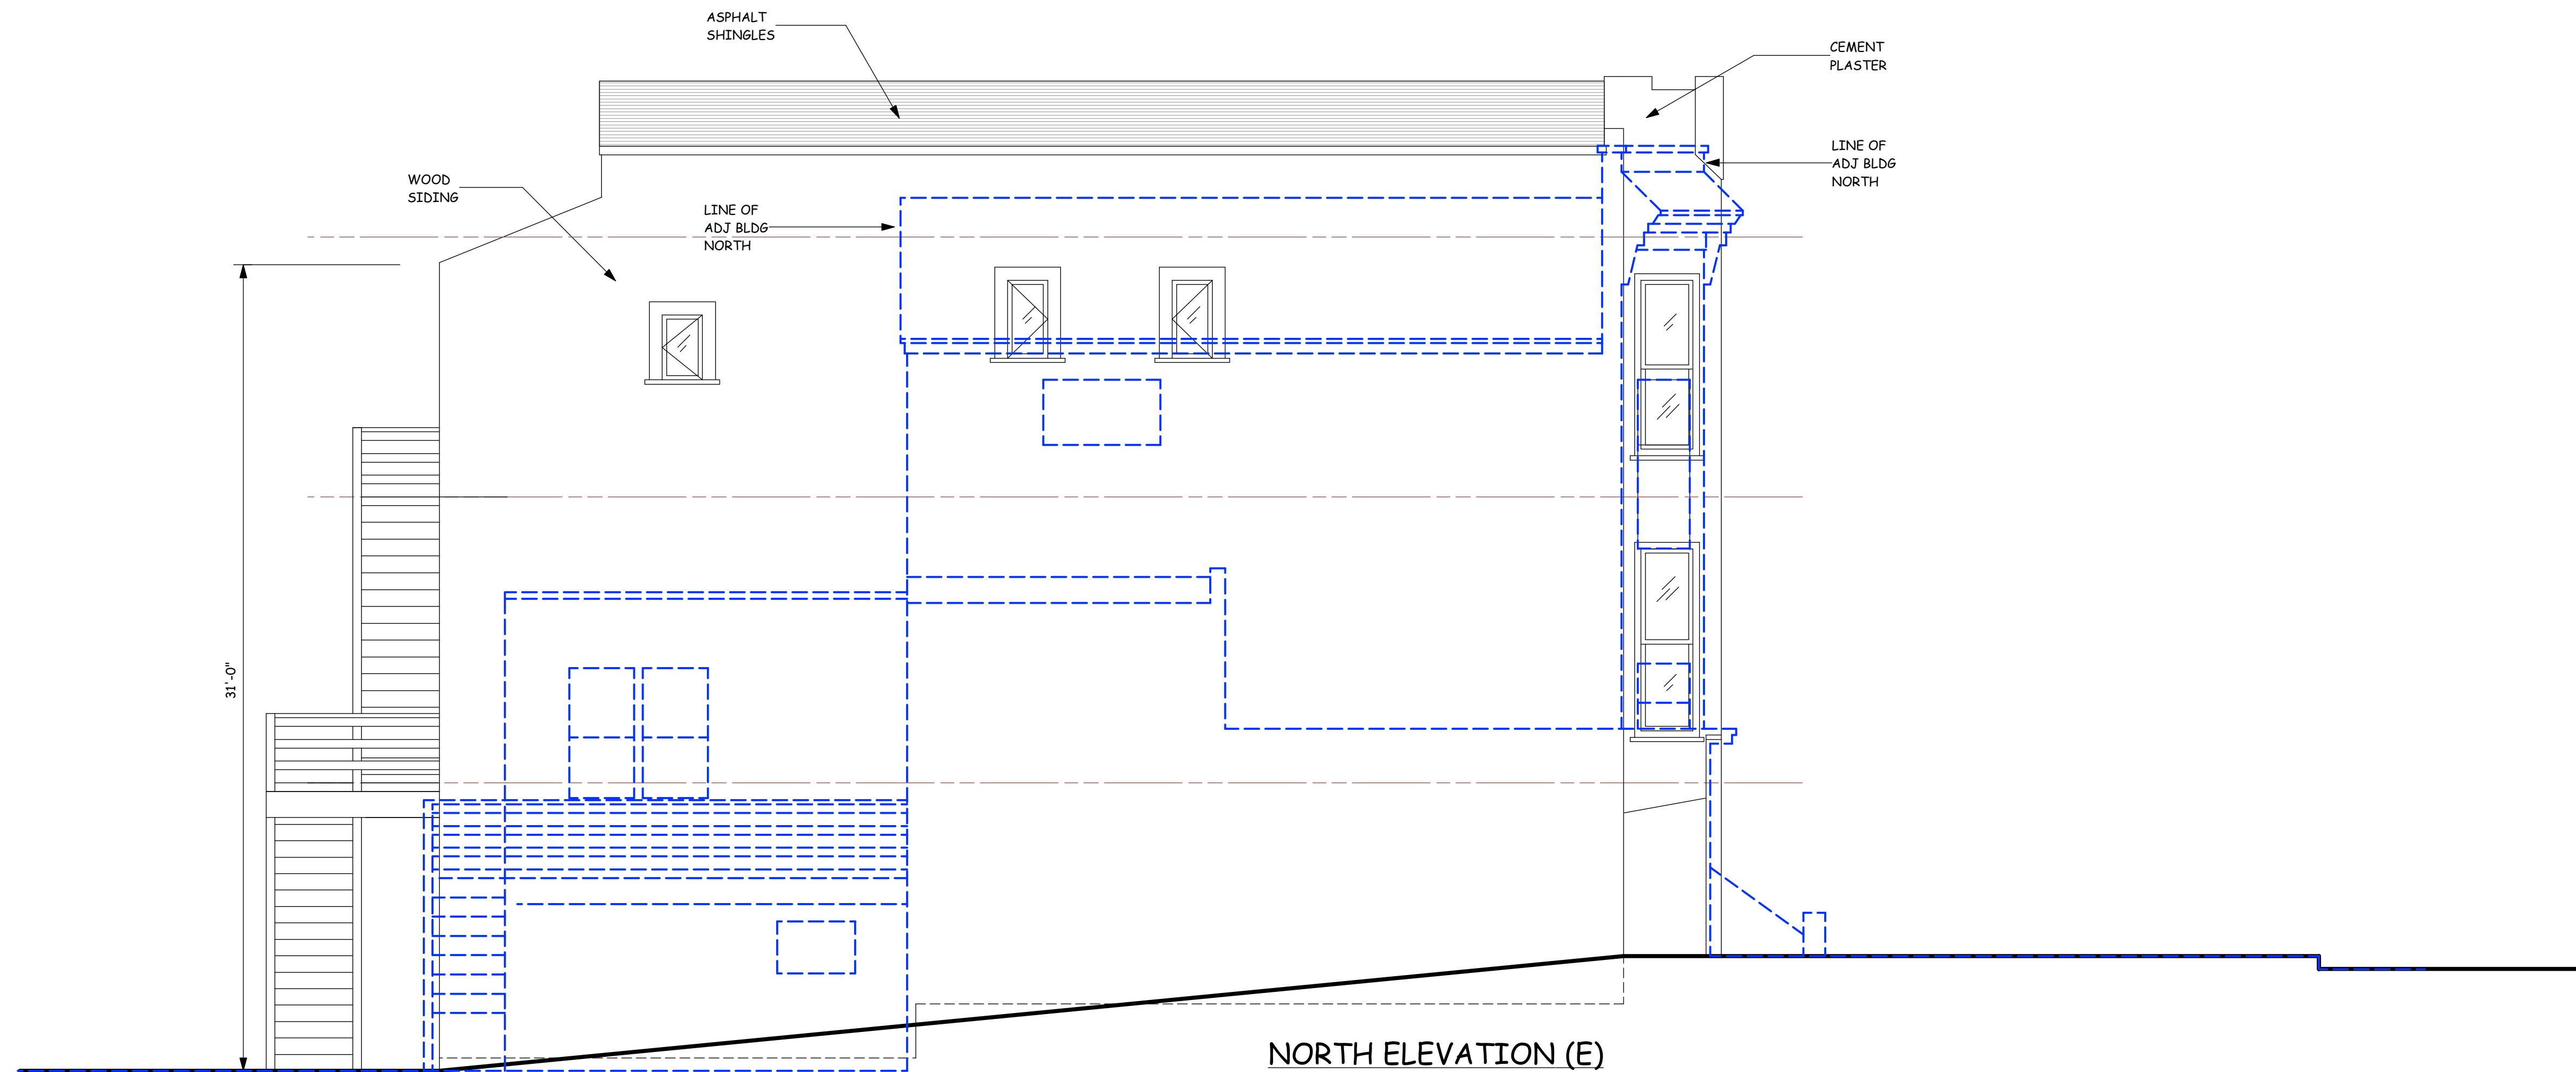 ASPHALT
SHINGLES
CEMENT
PLASTER
LINE OF
ADJ BLDG
NORTH
WOOD
SIDING
LINE OF
ADJ BLDG
NORTH
31'-0"
NORTH ELEVATION (E)